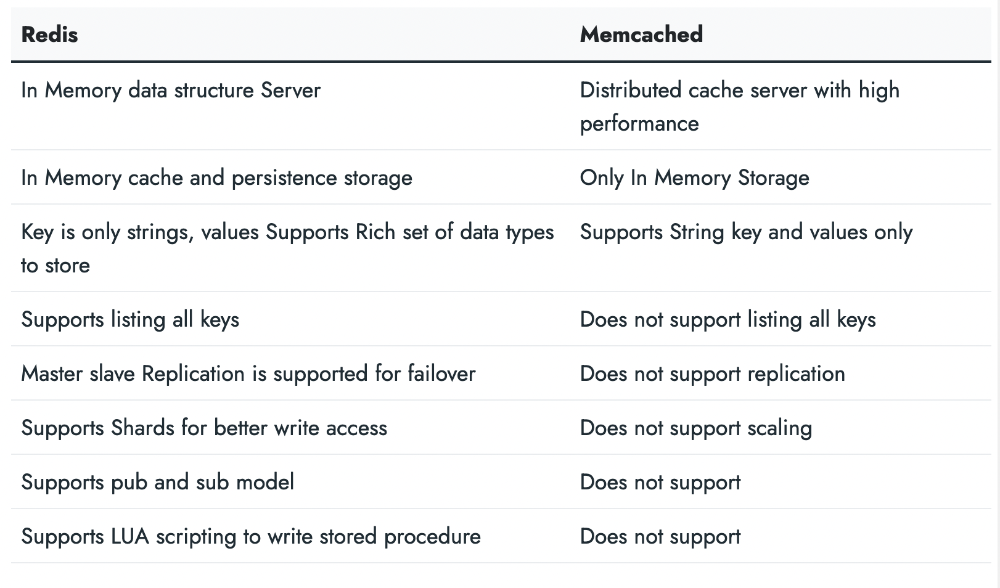 Redis Memcached
In Memory data structure Server Distributed cache server with high
performance
In Memory cache and persistence storage Only In Memory Storage
Key is only strings, values Supports Rich set of data types Supports String key and values only
to store
Supports listing all keys Does not support listing all keys
Master slave Replication is supported for failover Does not support replication
Supports Shards for better write access Does not support scaling
Supports pub and sub model Does not support
Supports LUA scripting to write stored procedure Does not support